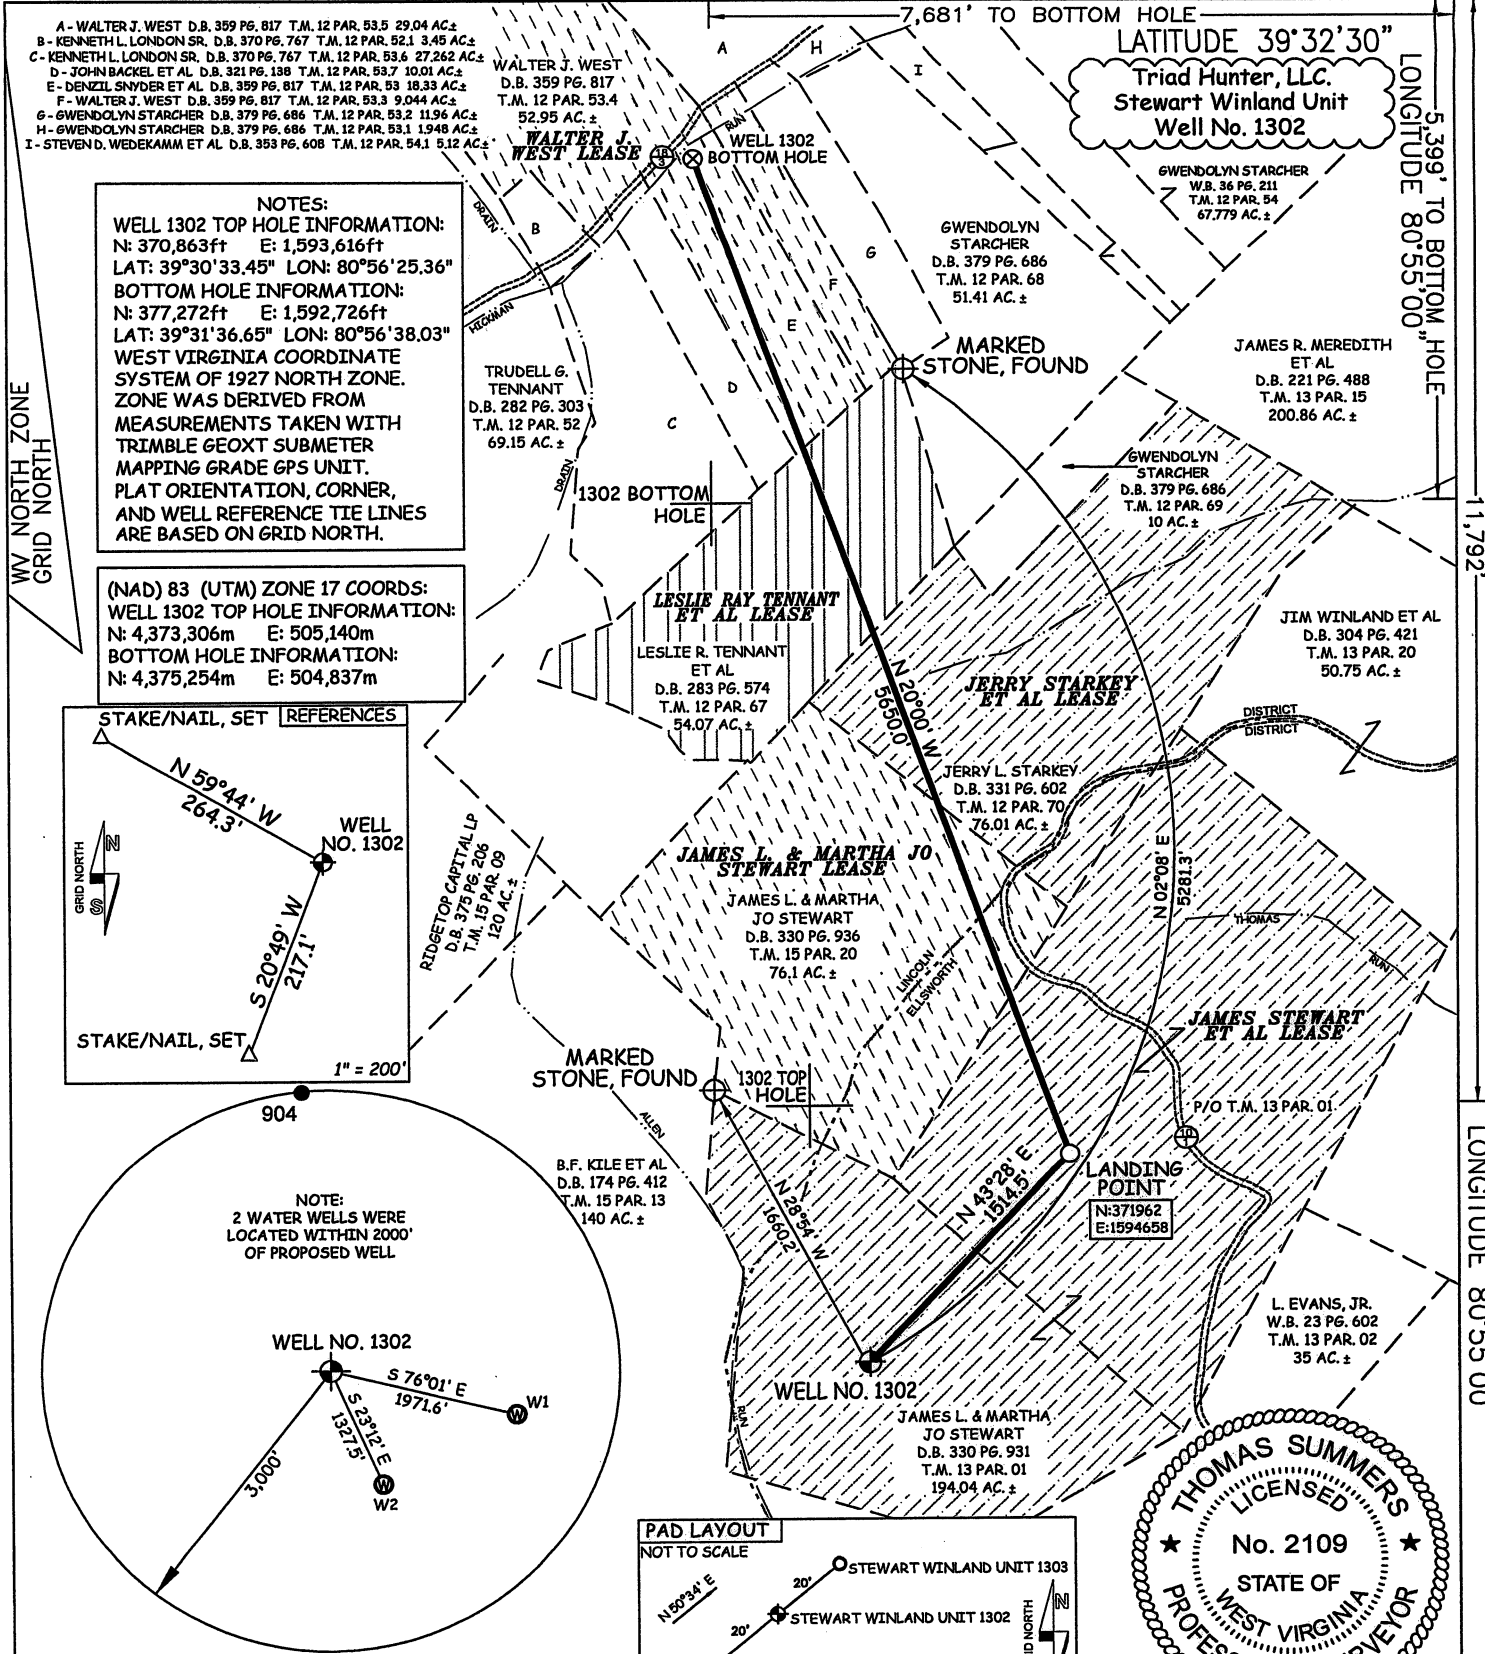 7,681' TO BOTTOM HOLE
LATITUDE 39°32'30"
Triad Hunter, LLC.
Stewart Winland Unit
Well No. 1302
5,399' TO BOTTOM HOLE
LONGITUDE 80°55'00"
11,792'
LONGITUDE 80°55'00
A - WALTER J. WEST D.B. 359 PG. 817 T.M. 12 PAR. 53.5 29.04 AC.±
B - KENNETH L. LONDON SR. D.B. 370 PG. 767 T.M. 12 PAR. 52.1 3.45 AC.±
C - KENNETH L. LONDON SR. D.B. 370 PG. 767 T.M. 12 PAR. 53.6 27.262 AC.±
D - JOHN BACKEL ET AL D.B. 321 PG. 138 T.M. 12 PAR. 53.7 10.01 AC.±
E - DENZIL SNYDER ET AL D.B. 359 PG. 817 T.M. 12 PAR. 53 18.33 AC.±
F - WALTER J. WEST D.B. 359 PG. 817 T.M. 12 PAR. 53.3 9.044 AC.±
G - GWENDOLYN STARCHER D.B. 379 PG. 686 T.M. 12 PAR. 53.2 11.96 AC.±
H - GWENDOLYN STARCHER D.B. 379 PG. 686 T.M. 12 PAR. 53.1 1.948 AC.±
I - STEVEN D. WEDEKAMM ET AL D.B. 353 PG. 608 T.M. 12 PAR. 54.1 5.12 AC.±
WALTER J. WEST
D.B. 359 PG. 817
T.M. 12 PAR. 53.4
52.95 AC. ±
WALTER J.
WEST LEASE
18
3
WELL 1302
BOTTOM HOLE
A
H
I
RUN
GWENDOLYN STARCHER
W.B. 36 PG. 211
T.M. 12 PAR. 54
67.779 AC. ±
NOTES:
WELL 1302 TOP HOLE INFORMATION:
N: 370,863ft E: 1,593,616ft
LAT: 39°30'33.45" LON: 80°56'25.36"
BOTTOM HOLE INFORMATION:
N: 377,272ft E: 1,592,726ft
LAT: 39°31'36.65" LON: 80°56'38.03"
WEST VIRGINIA COORDINATE
SYSTEM OF 1927 NORTH ZONE.
ZONE WAS DERIVED FROM
MEASUREMENTS TAKEN WITH
TRIMBLE GEOXT SUBMETER
MAPPING GRADE GPS UNIT.
PLAT ORIENTATION, CORNER,
AND WELL REFERENCE TIE LINES
ARE BASED ON GRID NORTH.
WV NORTH ZONE
GRID NORTH
(NAD) 83 (UTM) ZONE 17 COORDS:
WELL 1302 TOP HOLE INFORMATION:
N: 4,373,306m E: 505,140m
BOTTOM HOLE INFORMATION:
N: 4,375,254m E: 504,837m
DRAIN
B
HICKMAN
GWENDOLYN
STARCHER
D.B. 379 PG. 686
T.M. 12 PAR. 68
51.41 AC. ±
G
F
E
D
C
MARKED
STONE, FOUND
TRUDELL G.
TENNANT
D.B. 282 PG. 303
T.M. 12 PAR. 52
69.15 AC. ±
DRAIN
JAMES R. MEREDITH
ET AL
D.B. 221 PG. 488
T.M. 13 PAR. 15
200.86 AC. ±
GWENDOLYN
STARCHER
D.B. 379 PG. 686
T.M. 12 PAR. 69
10 AC. ±
1302 BOTTOM
HOLE
LESLIE RAY TENNANT
ET AL LEASE
LESLIE R. TENNANT
ET AL
D.B. 283 PG. 574
T.M. 12 PAR. 67
54.07 AC. ±
N 20°00' W
5650.0'
JERRY STARKEY
ET AL LEASE
JIM WINLAND ET AL
D.B. 304 PG. 421
T.M. 13 PAR. 20
50.75 AC. ±
DISTRICT
DISTRICT
JERRY L. STARKEY
D.B. 331 PG. 602
T.M. 12 PAR. 70
76.01 AC. ±
STAKE/NAIL, SET
REFERENCES
N 59°44' W
264.3'
WELL
NO. 1302
GRID NORTH
N
S
S 20°49' W
217.1'
STAKE/NAIL, SET
1" = 200'
RIDGETOP CAPITAL LP
D.B. 375 PG. 206
T.M. 15 PAR. 09
120 AC. ±
JAMES L. & MARTHA JO
STEWART LEASE
JAMES L. & MARTHA
JO STEWART
D.B. 330 PG. 936
T.M. 15 PAR. 20
76.1 AC. ±
LINCOLN
ELLSWORTH
N 02°08' E
5281.3'
THOMAS
RUN
JAMES STEWART
ET AL LEASE
P/O T.M. 13 PAR. 01
10
1
MARKED
STONE, FOUND
1302 TOP
HOLE
ALLEN
LANDING
POINT
N:371962
E:1594658
N 43°28' E
1514.5'
N 28°54' W
1660.2'
B.F. KILE ET AL
D.B. 174 PG. 412
T.M. 15 PAR. 13
140 AC. ±
904
NOTE:
2 WATER WELLS WERE
LOCATED WITHIN 2000'
OF PROPOSED WELL
WELL NO. 1302
S 76°01' E
1971.6'
W
W1
S 23°12' E
1327.5'
W
W2
3,000'
WELL NO. 1302
RUN
JAMES L. & MARTHA
JO STEWART
D.B. 330 PG. 931
T.M. 13 PAR. 01
194.04 AC. ±
L. EVANS, JR.
W.B. 23 PG. 602
T.M. 13 PAR. 02
35 AC. ±
PAD LAYOUT
NOT TO SCALE
N 50°34' E
20'
STEWART WINLAND UNIT 1303
STEWART WINLAND UNIT 1302
20'
N
THOMAS SUMMERS
LICENSED
No. 2109
STATE OF
WEST VIRGINIA